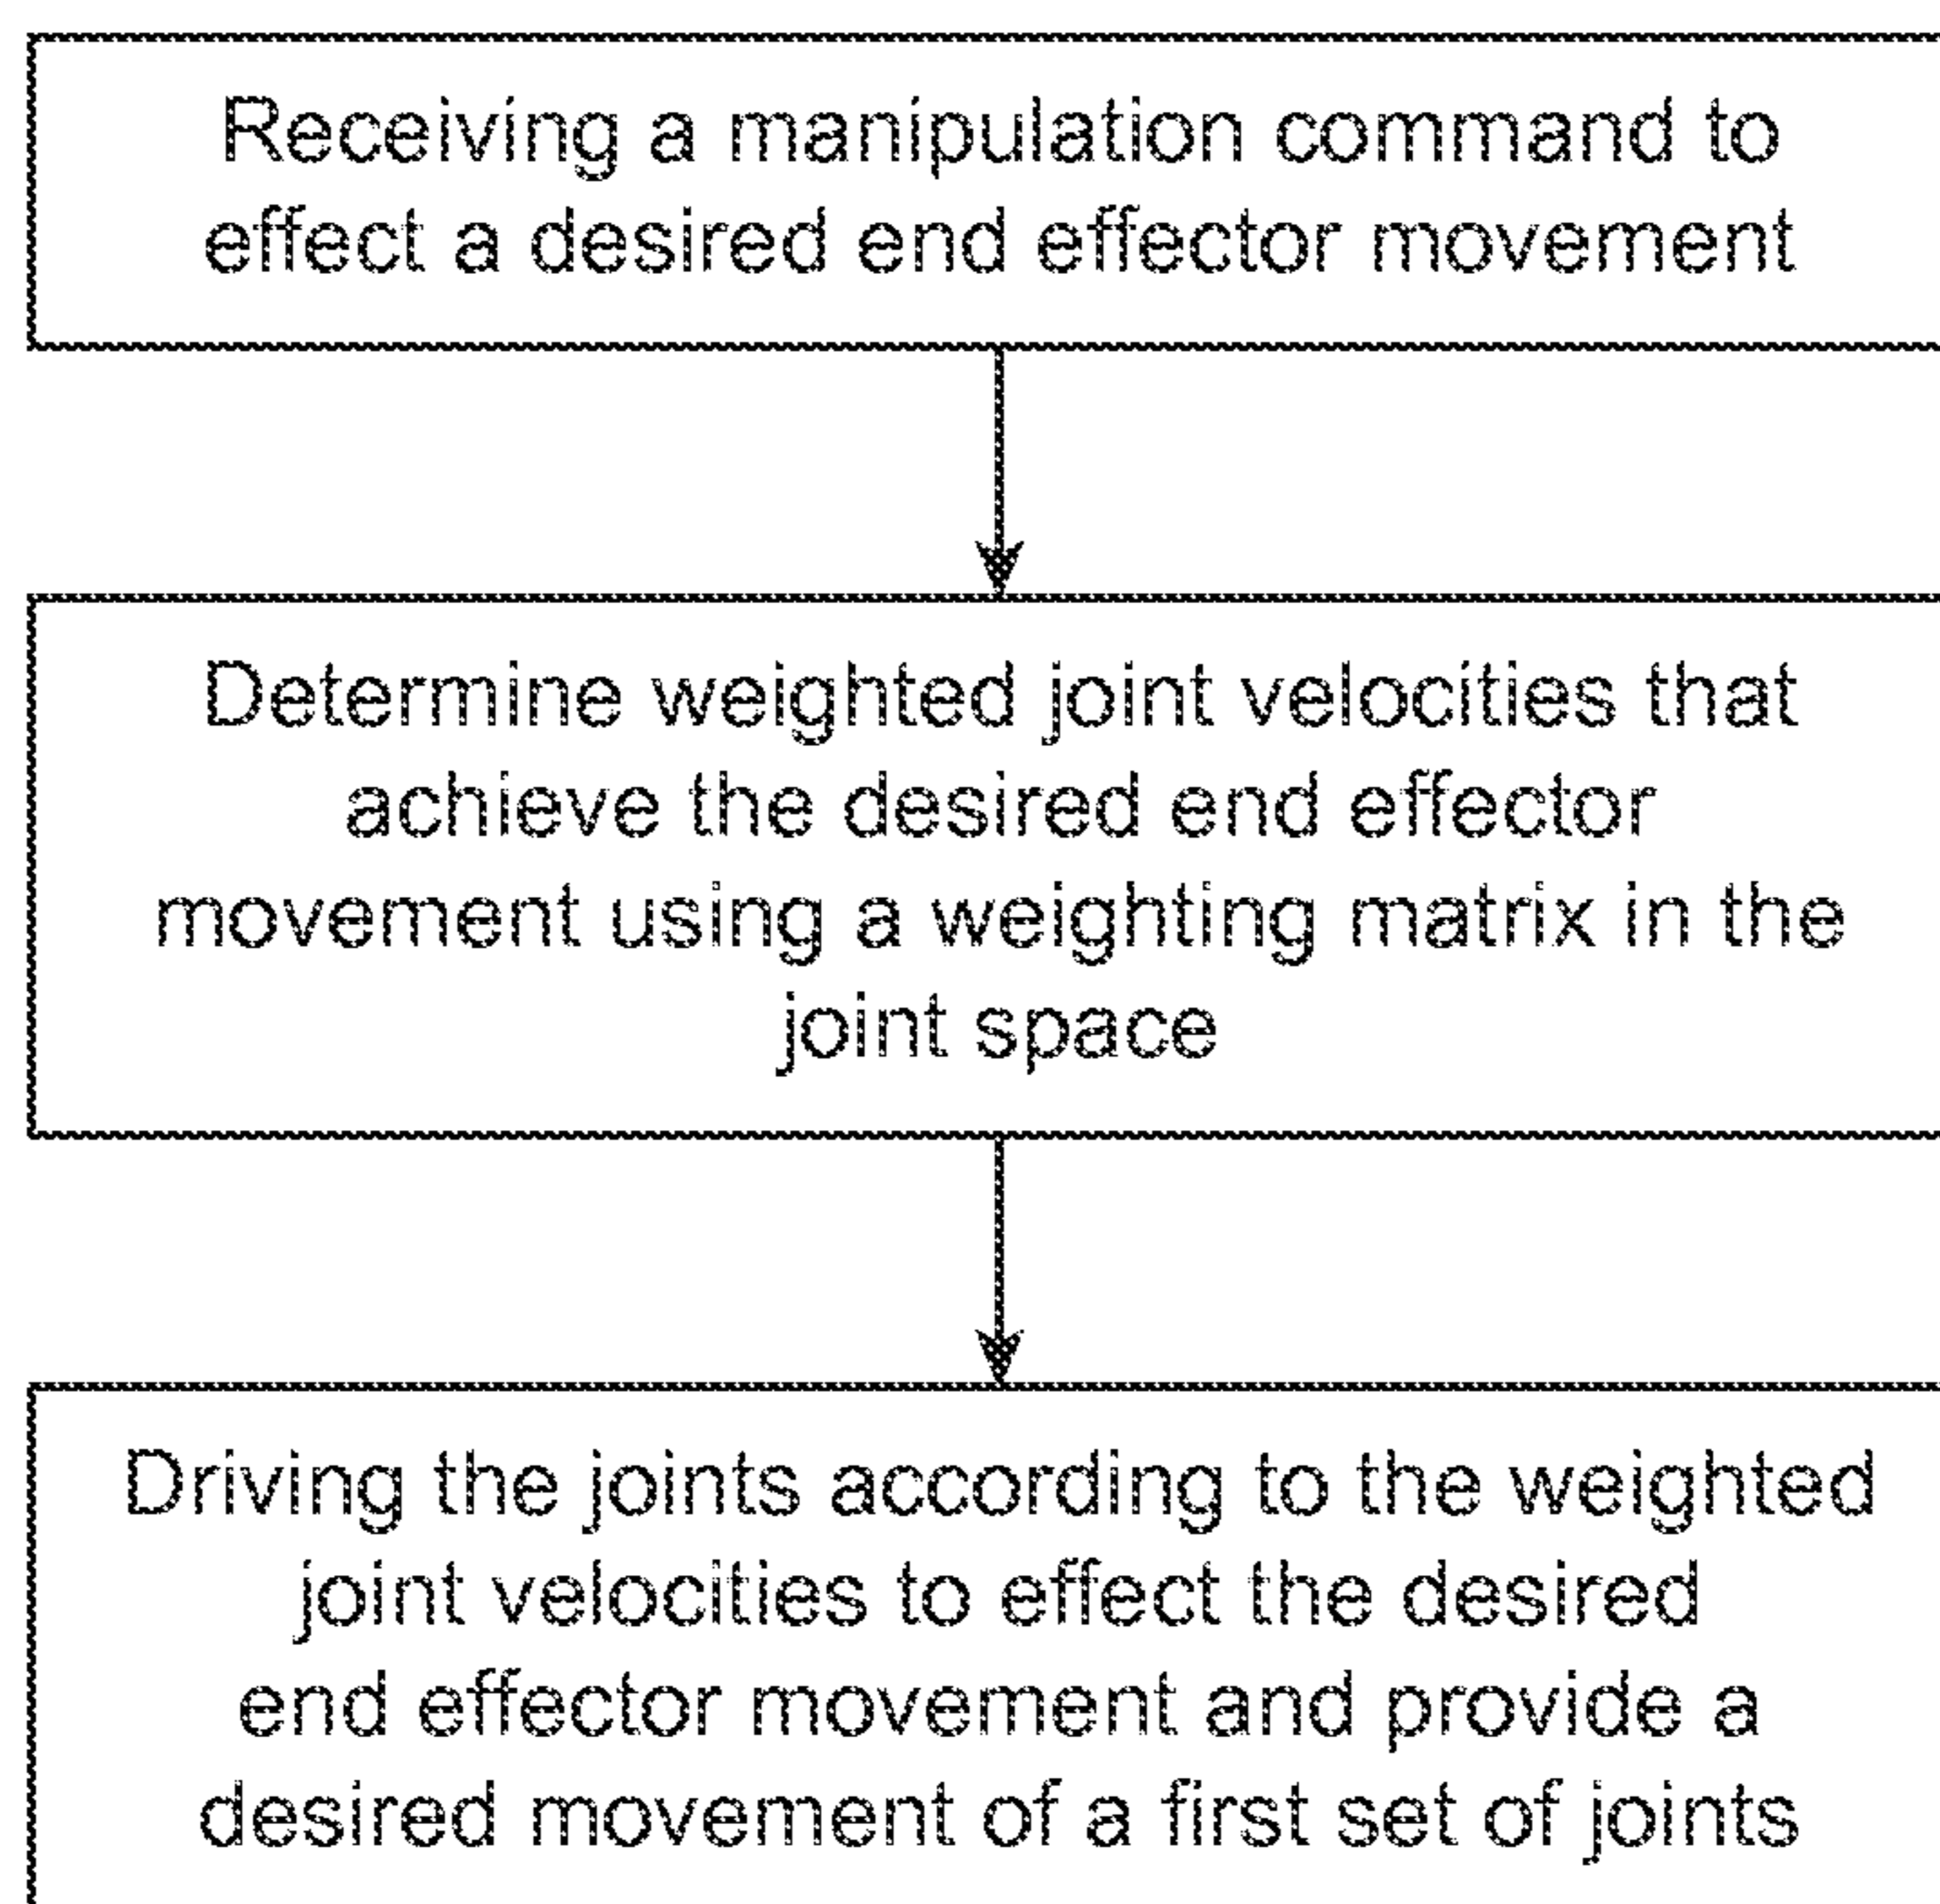 Receiving a manipulation command to
effect a desired end effector movement
Determine weighted joint velocities that
achieve the desired end effector
movement using a weighting matrix in the
joint space
Driving the joints according to the weighted
joint velocities to effect the desired
end effector movement and provide a
desired movement of a first set of joints